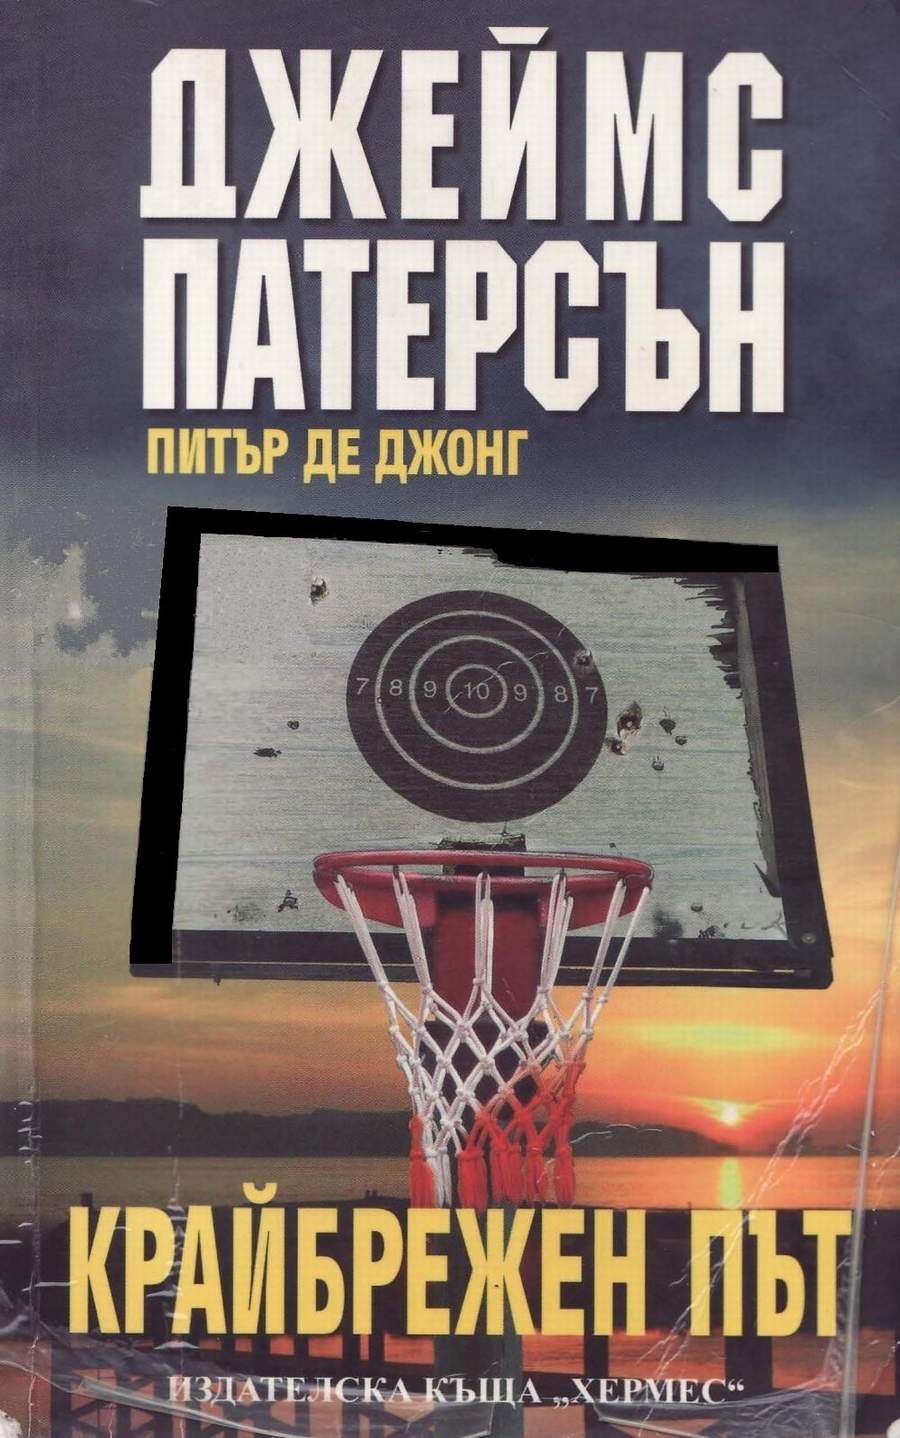 ДЖЕЙМС
ПАТЕРСЪН
ПИТЪР ДЕ ДЖОНГ
7 8 9 10 9 8 7
КРАЙБРЕЖЕН ПЪТ
ИЗДАТЕЛСКА КЪЩА „ХЕРМЕС“